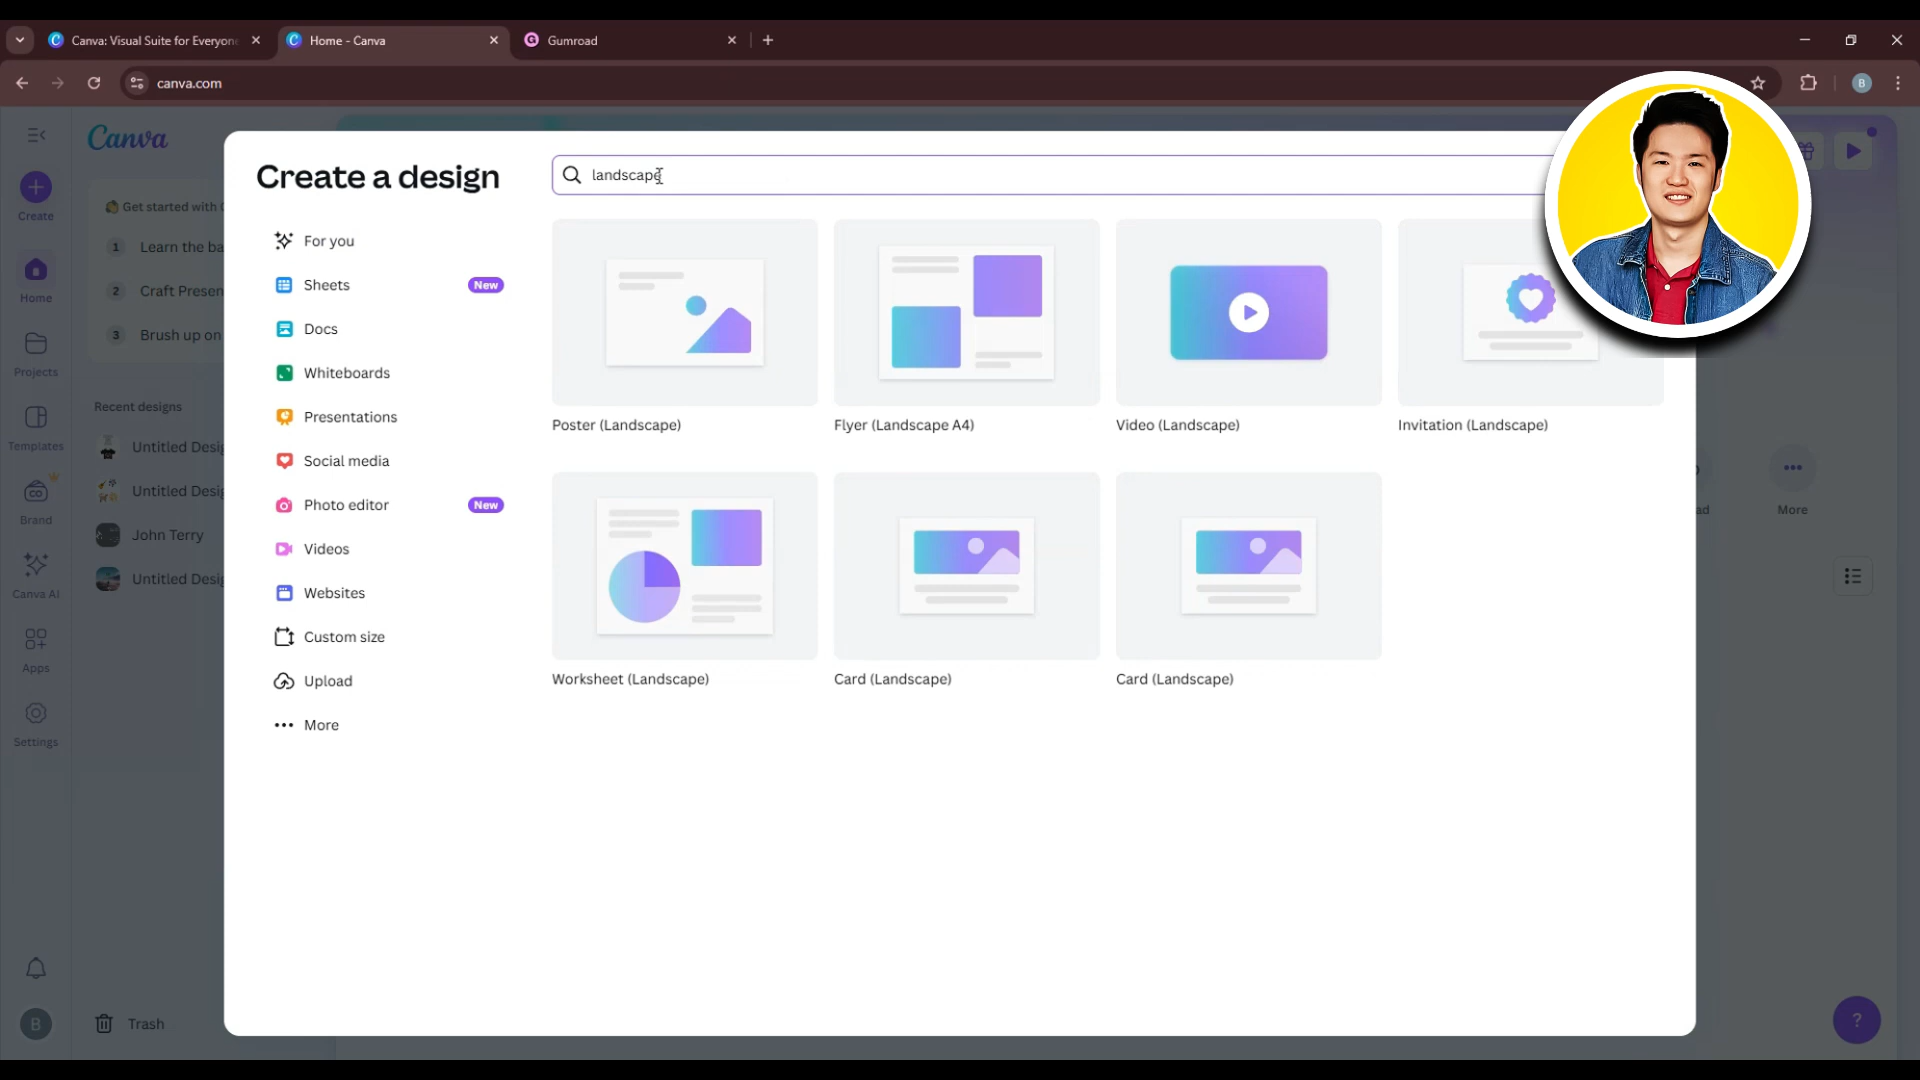 Canva: Visual Suite for Everyone
Home - Canva
Gumroad
canva.com
B
Canva
Create
Home
Projects
Templates
Brand
Canva AI
Apps
Settings
B
Get started with C
1 Learn the ba
2 Craft Presen
3 Brush up on
Recent designs
Untitled Desig
Untitled Desig
John Terry
Untitled Desig
Trash
Create a design
landscape
For you
Sheets New
Docs
Whiteboards
Presentations
Social media
Photo editor New
Videos
Websites
Custom size
Upload
More
Poster (Landscape)
Flyer (Landscape A4)
Video (Landscape)
Invitation (Landscape)
Worksheet (Landscape)
Card (Landscape)
Card (Landscape)
ad
More
?